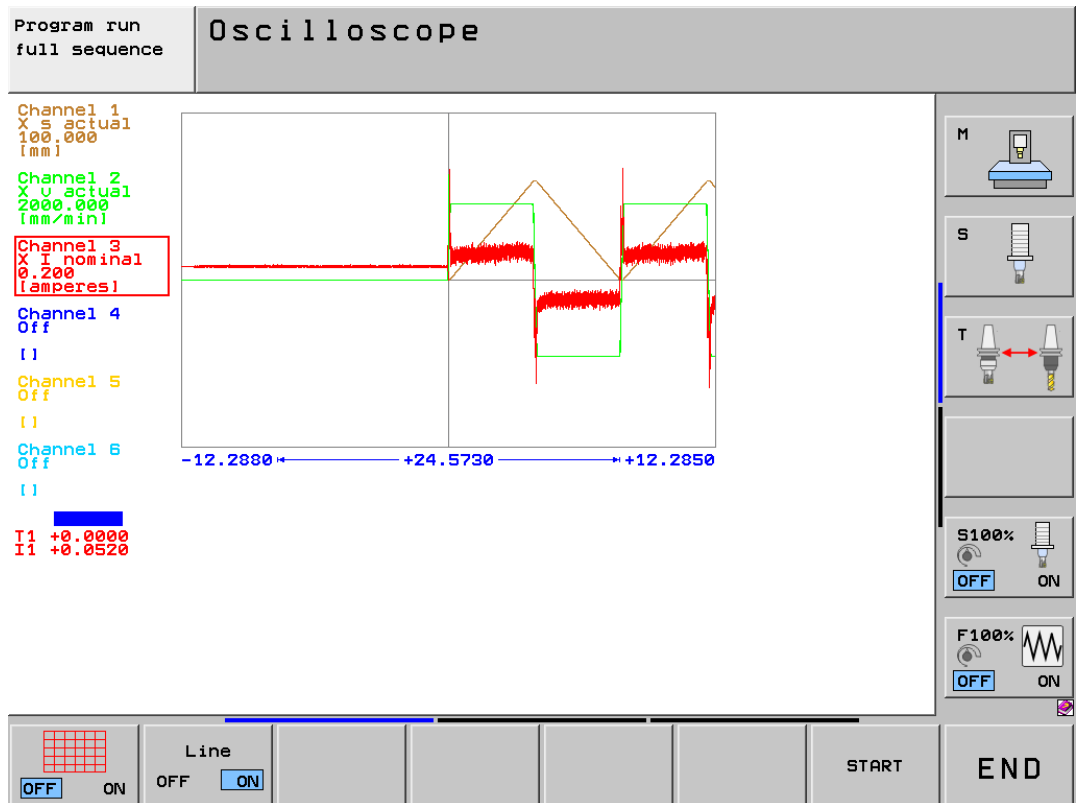 Program run
full sequence
Oscilloscope
Channel 1
X s actual
100.000
[mm]
Channel 2
X v actual
2000.000
[mm/min]
Channel 3
X I nominal
0.200
[amperes]
Channel 4
Off
[]
Channel 5
Off
[]
Channel 6
Off
[]
T1 +0.0000
I1 +0.0520
-12.2880
+24.5730
+12.2850
M
S
T
S100%
OFF ON
F100%
OFF ON
OFF ON
Line
OFF ON
START
END